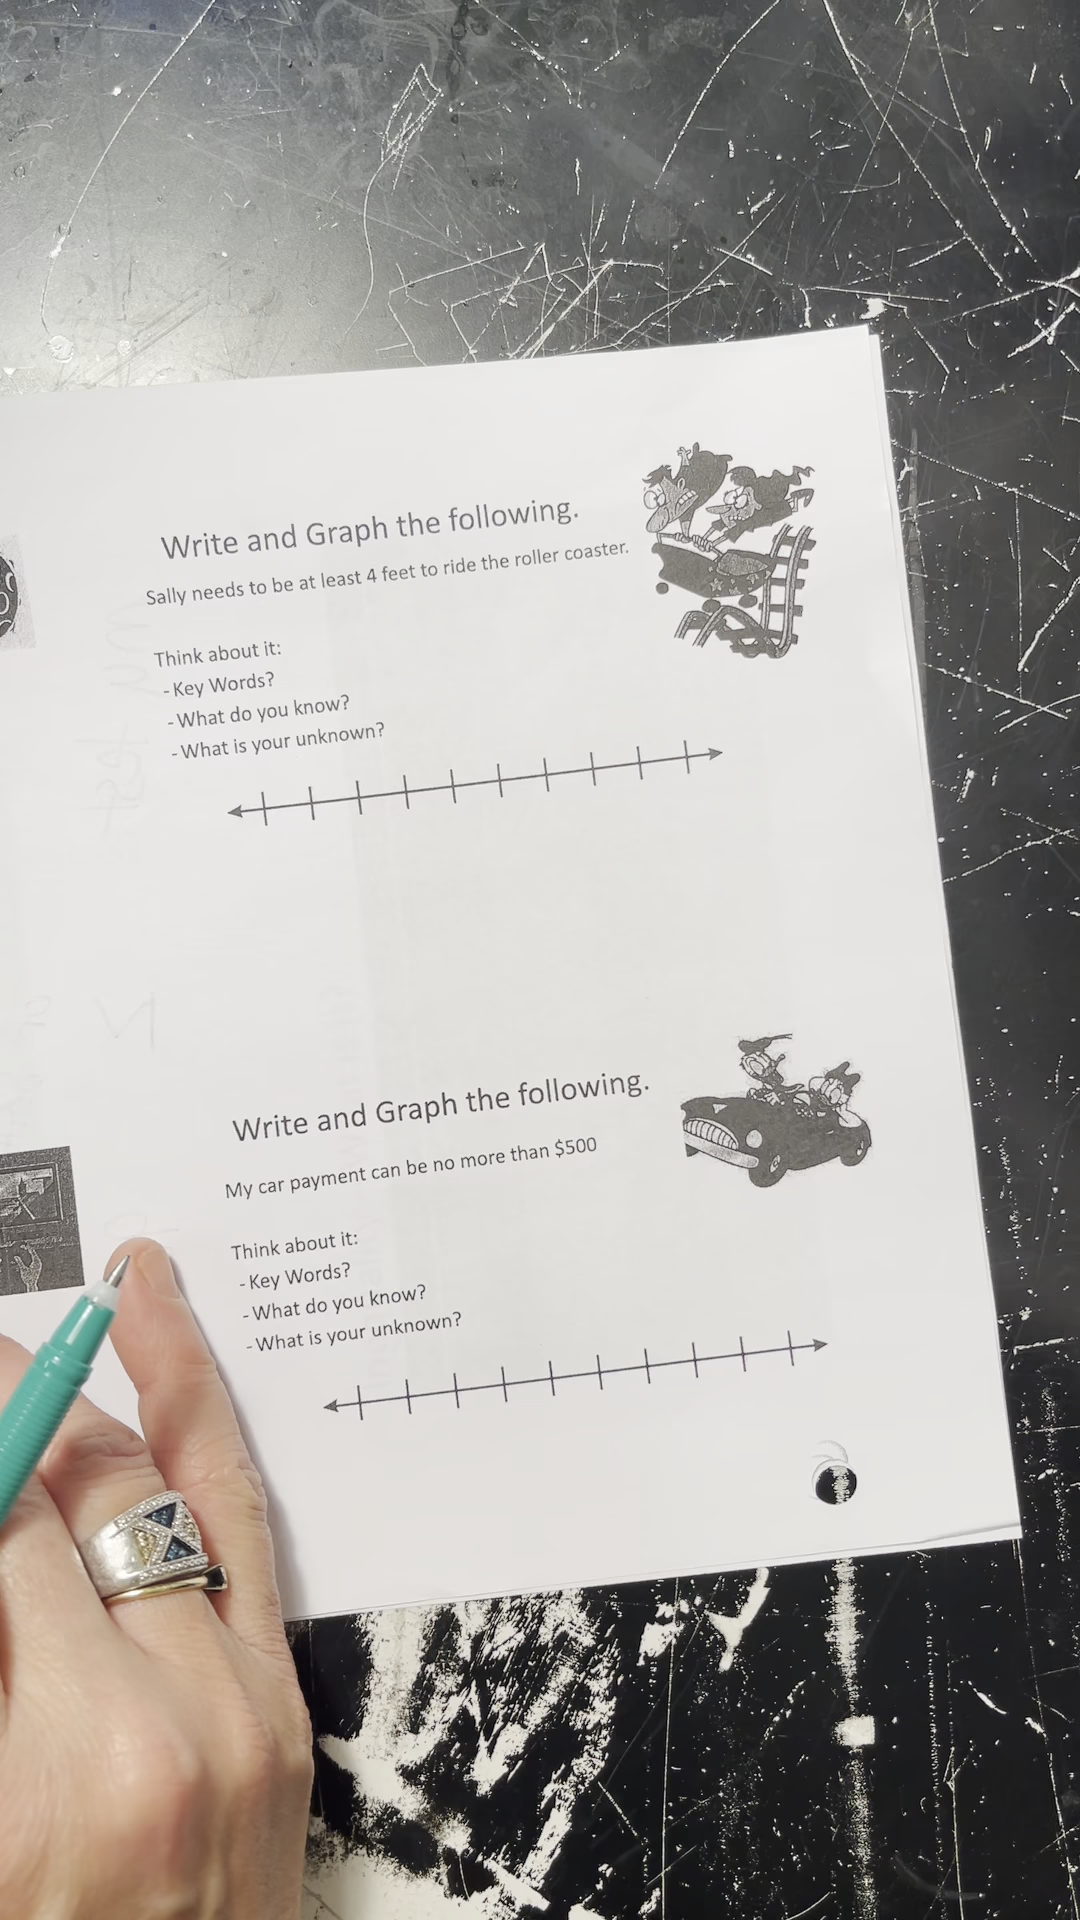 Write and Graph the following.
Sally needs to be at least 4 feet to ride the roller coaster.
Think about it:
- Key Words?
- What do you know?
- What is your unknown?
Write and Graph the following.
My car payment can be no more than $500
Think about it:
- Key Words?
- What do you know?
- What is your unknown?